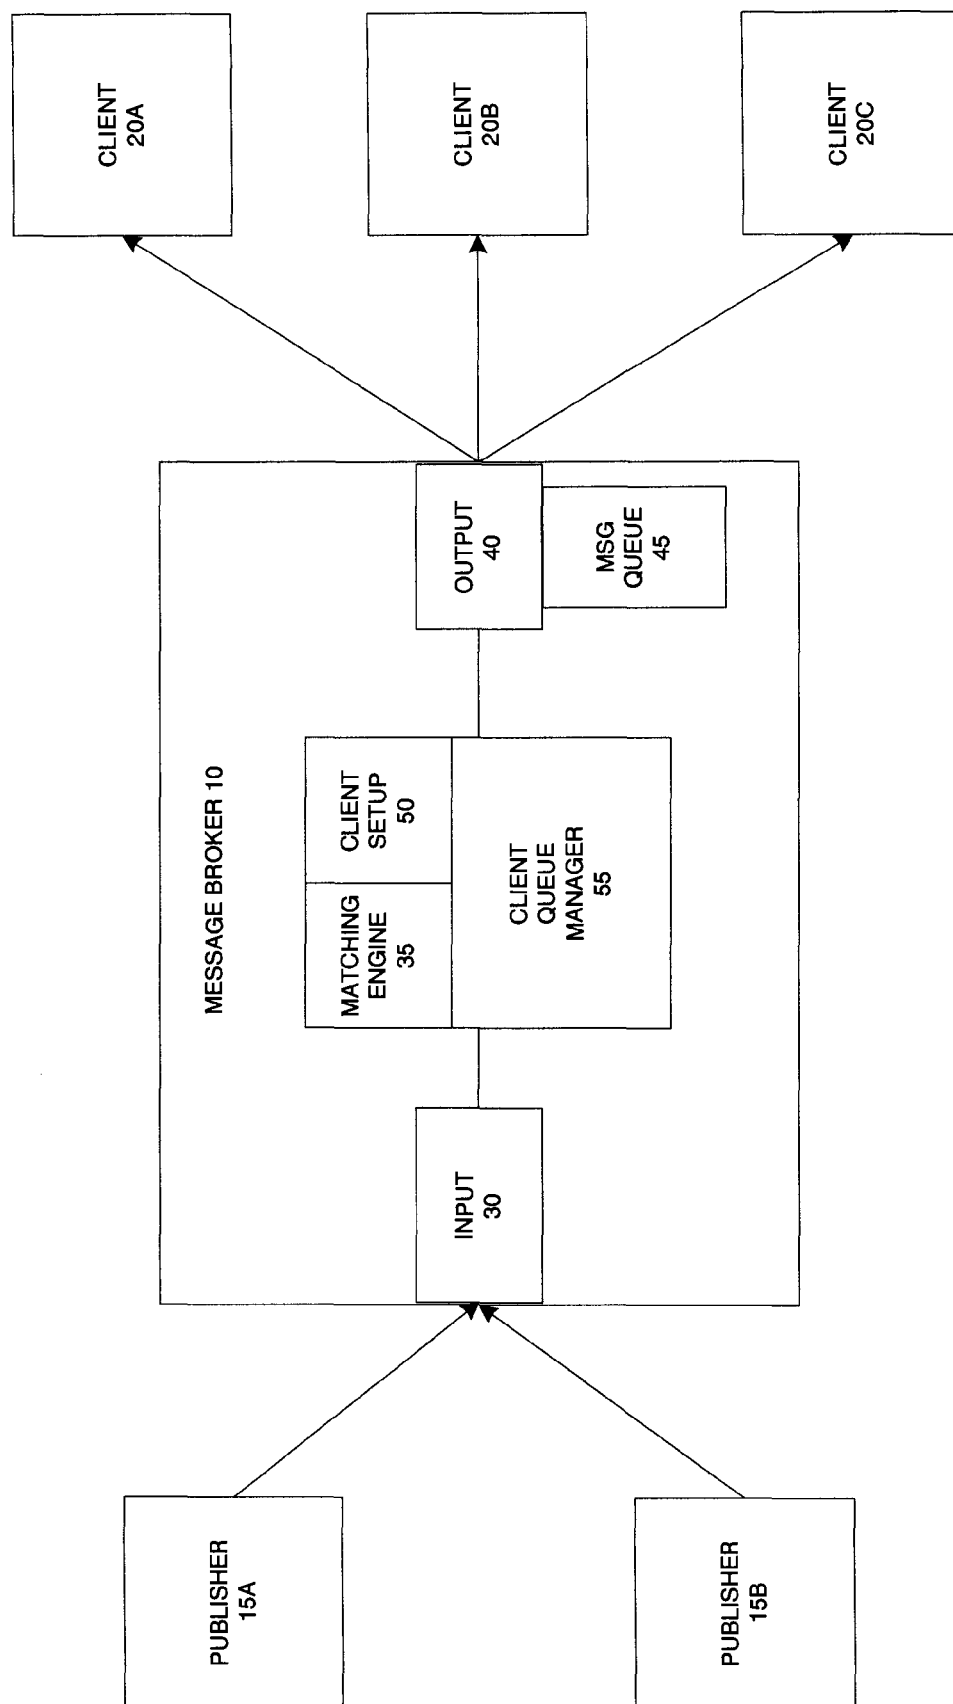 PUBLISHER
15A
PUBLISHER
15B
MESSAGE BROKER 10
INPUT
30
MATCHING
ENGINE
35
CLIENT
SETUP
50
CLIENT
QUEUE
MANAGER
55
OUTPUT
40
MSG
QUEUE
45
CLIENT
20A
CLIENT
20B
CLIENT
20C